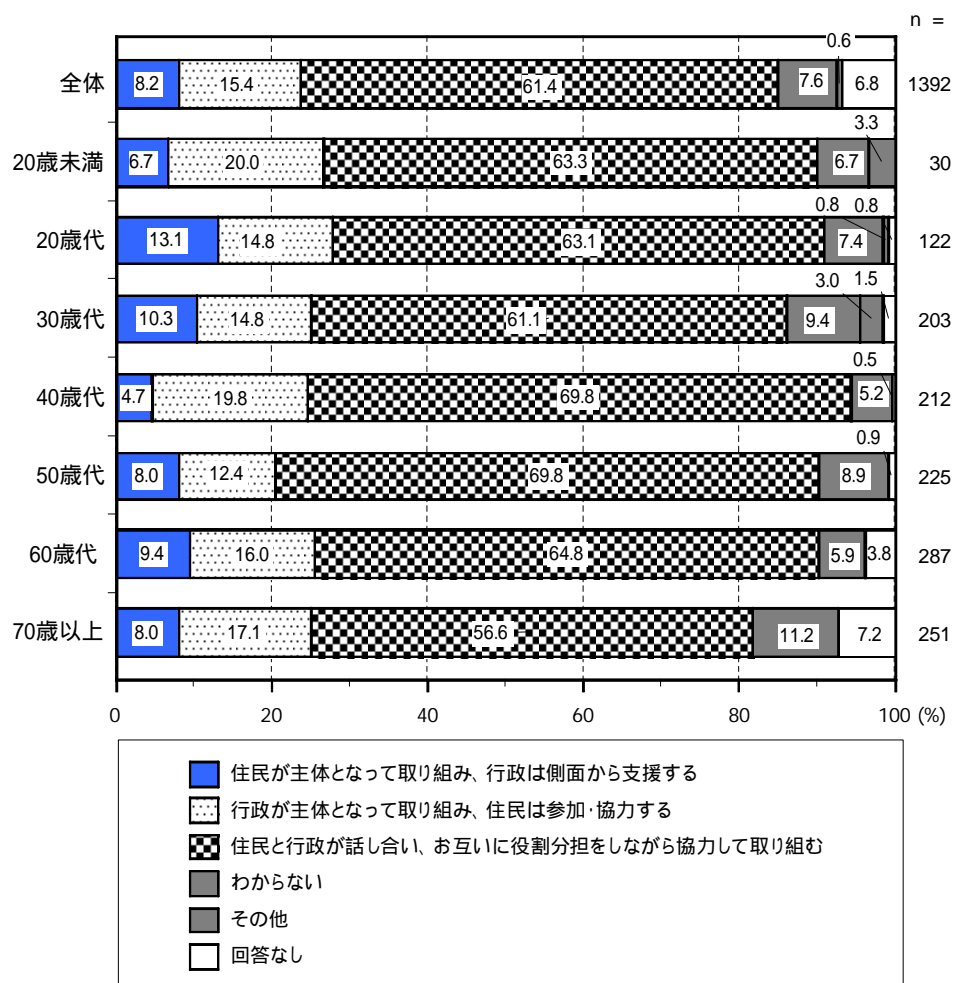 n =
0.6
全体 8.2 15.4 61.4 7.6 6.8 1392
3.3
20歳未満 6.7 20.0 63.3 6.7 30
0.8 0.8
20歳代 13.1 14.8 63.1 7.4 122
3.0 1.5
30歳代 10.3 14.8 61.1 9.4 203
0.5
40歳代 4.7 19.8 69.8 5.2 212
0.9
50歳代 8.0 12.4 69.8 8.9 225
60歳代 9.4 16.0 64.8 5.9 3.8 287
70歳以上 8.0 17.1 56.6 11.2 7.2 251
0 20 40 60 80 100 (%)
住民が主体となって取り組み、行政は側面から支援する
行政が主体となって取り組み、住民は参加・協力する
住民と行政が話し合い、お互いに役割分担をしながら協力して取り組む
わからない
その他
回答なし